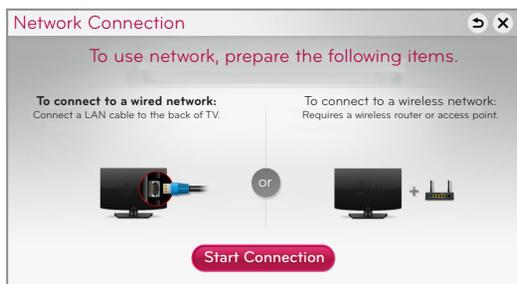 Network Connection
To use network, prepare the following items.
To connect to a wired network:
Connect a LAN cable to the back of TV.
or
To connect to a wireless network:
Requires a wireless router or access point.
Start Connection